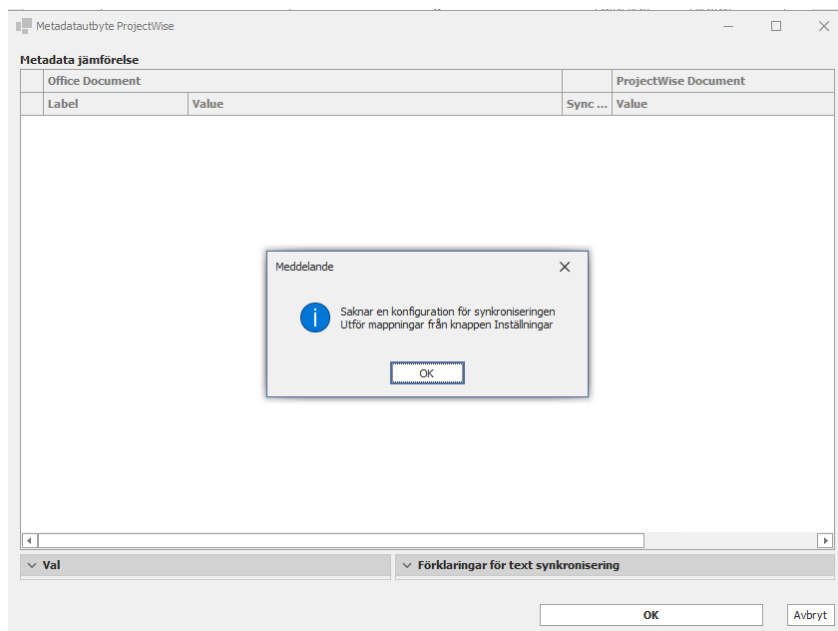 Metadatautbyte ProjectWise
Metadata jämförelse
Office Document ProjectWise Document
Label Value Sync ... Value
Meddelande
Saknar en konfiguration för synkroniseringen
Utför mappningar från knappen Inställningar
OK
Val Förklaringar för text synkronisering
OK Avbryt